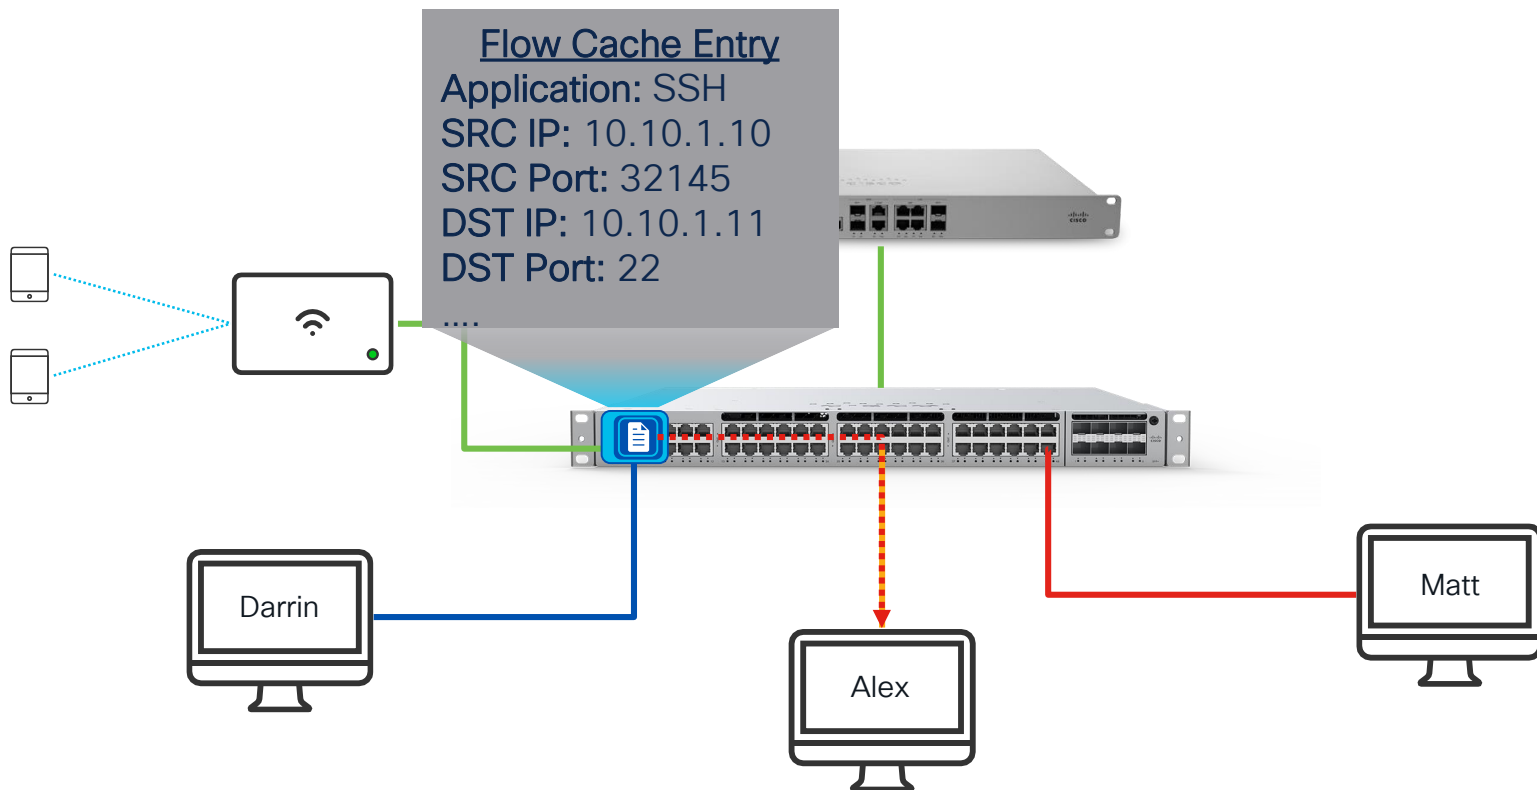 Flow Cache Entry
Application: SSH
SRC IP: 10.10.1.10
SRC Port: 32145
DST IP: 10.10.1.11
DST Port: 22
....
CISCO
Darrin
Alex
Matt